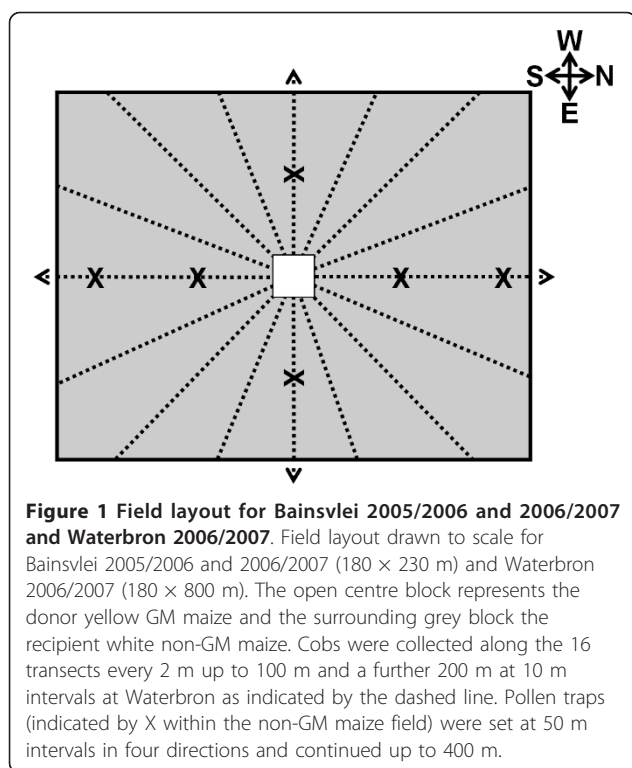 W
S N
E
X
X X X X
X
Figure 1 Field layout for Bainsvlei 2005/2006 and 2006/2007
and Waterbron 2006/2007. Field layout drawn to scale for
Bainsvlei 2005/2006 and 2006/2007 (180 × 230 m) and Waterbron
2006/2007 (180 × 800 m). The open centre block represents the
donor yellow GM maize and the surrounding grey block the
recipient white non-GM maize. Cobs were collected along the 16
transects every 2 m up to 100 m and a further 200 m at 10 m
intervals at Waterbron as indicated by the dashed line. Pollen traps
(indicated by X within the non-GM maize field) were set at 50 m
intervals in four directions and continued up to 400 m.